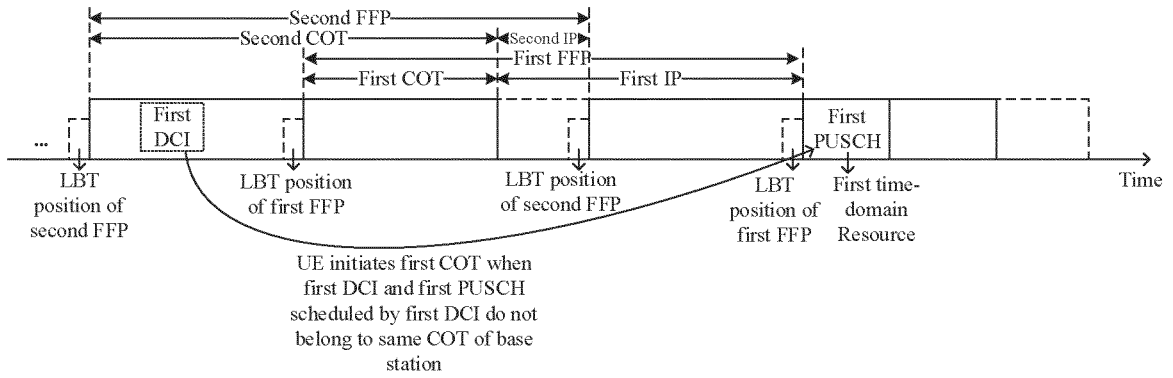 Second FFP
Second COT
Second IP
First FFP
First COT
First IP
First
DCI
First
PUSCH
...
LBT
position of
second FFP
LBT position
of first FFP
LBT position
of second FFP
LBT
position of
first FFP
First time-
domain
Resource
Time
UE initiates first COT when
first DCI and first PUSCH
scheduled by first DCI do not
belong to same COT of base
station